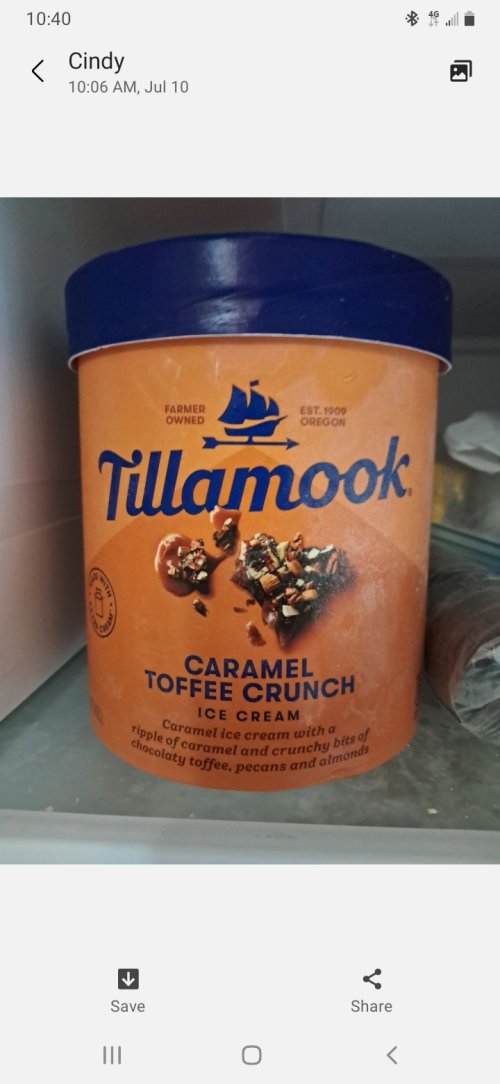 10:40
4G
Cindy
10:06 AM, Jul 10
FARMER
OWNED
EST. 1909
OREGON
Tillamook
CARAMEL
TOFFEE CRUNCH
ICE CREAM
Caramel ice cream with a
ripple of caramel and crunchy bits of
chocolaty toffee, pecans and almonds
Save
Share